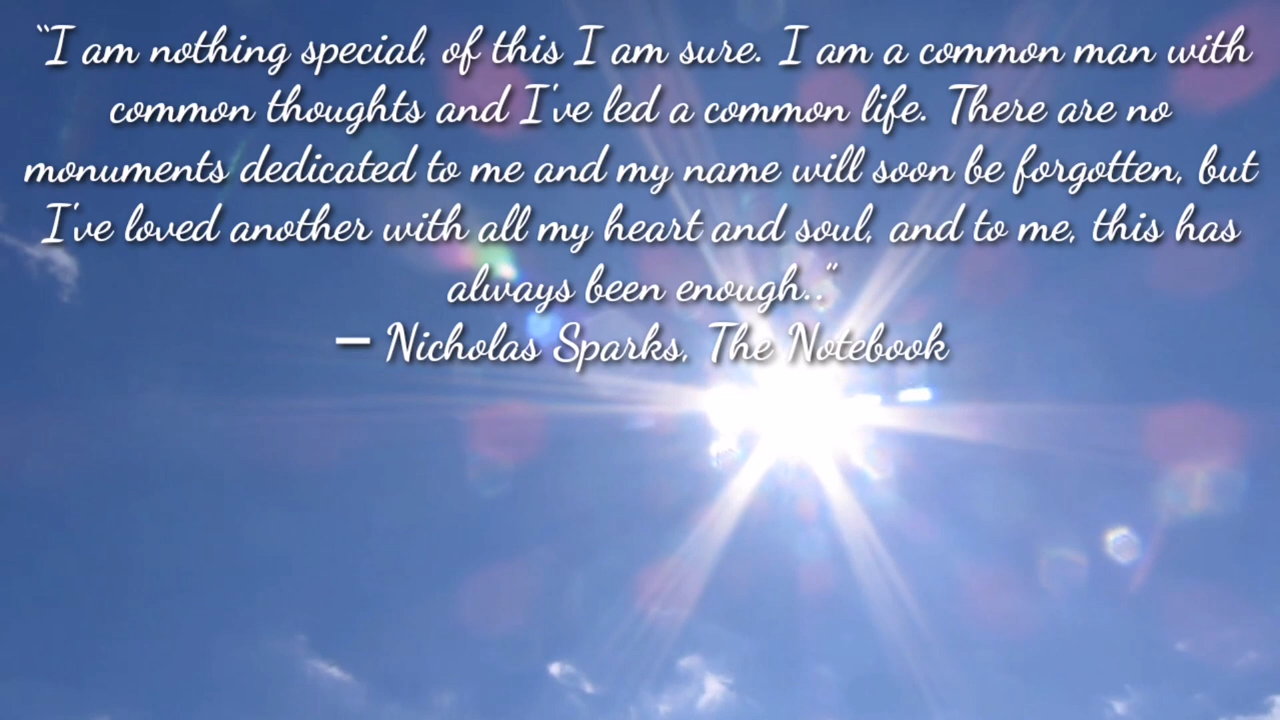 “I am nothing special, of this I am sure. I am a common man with
common thoughts and I've led a common life. There are no
monuments dedicated to me and my name will soon be forgotten, but
I've loved another with all my heart and soul, and to me, this has
always been enough..”
― Nicholas Sparks, The Notebook